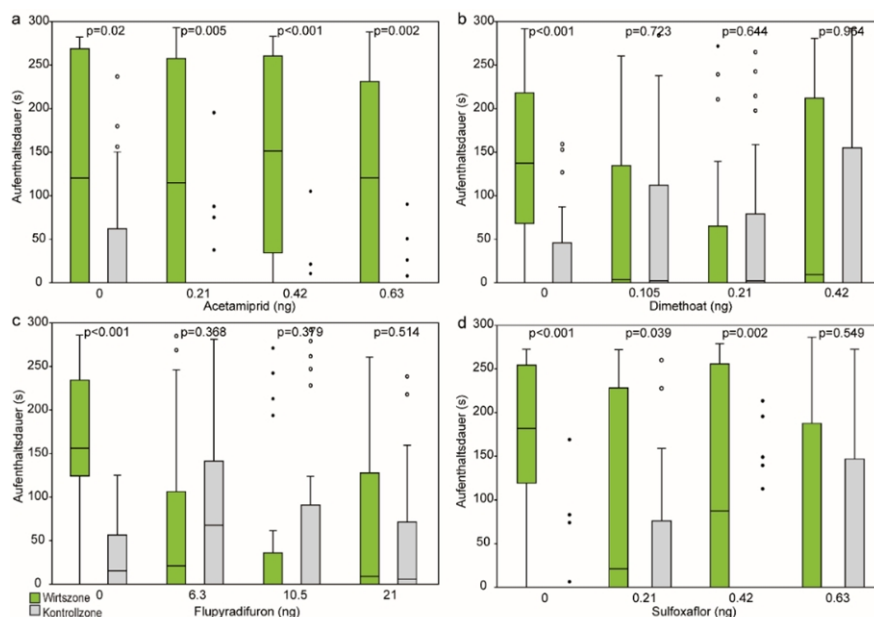 a
p=0.02 p=0.005 p<0.001 p=0.002
300
250
200
150
100
50
0
Aufenthaltsdauer (s)
0 0.21 0.42 0.63
Acetamiprid (ng)
b
p<0.001 p=0.723 p=0.644 p=0.964
300
250
200
150
100
50
0
Aufenthaltsdauer (s)
0 0.105 0.21 0.42
Dimethoat (ng)
c
p<0.001 p=0.368 p=0.379 p=0.514
300
250
200
150
100
50
0
Aufenthaltsdauer (s)
0 6.3 10.5 21
Flupyradifuron (ng)
Wirtszone
Kontrollzone
d
p<0.001 p=0.039 p=0.002 p=0.549
300
250
200
150
100
50
0
Aufenthaltsdauer (s)
0 0.21 0.42 0.63
Sulfoxaflor (ng)